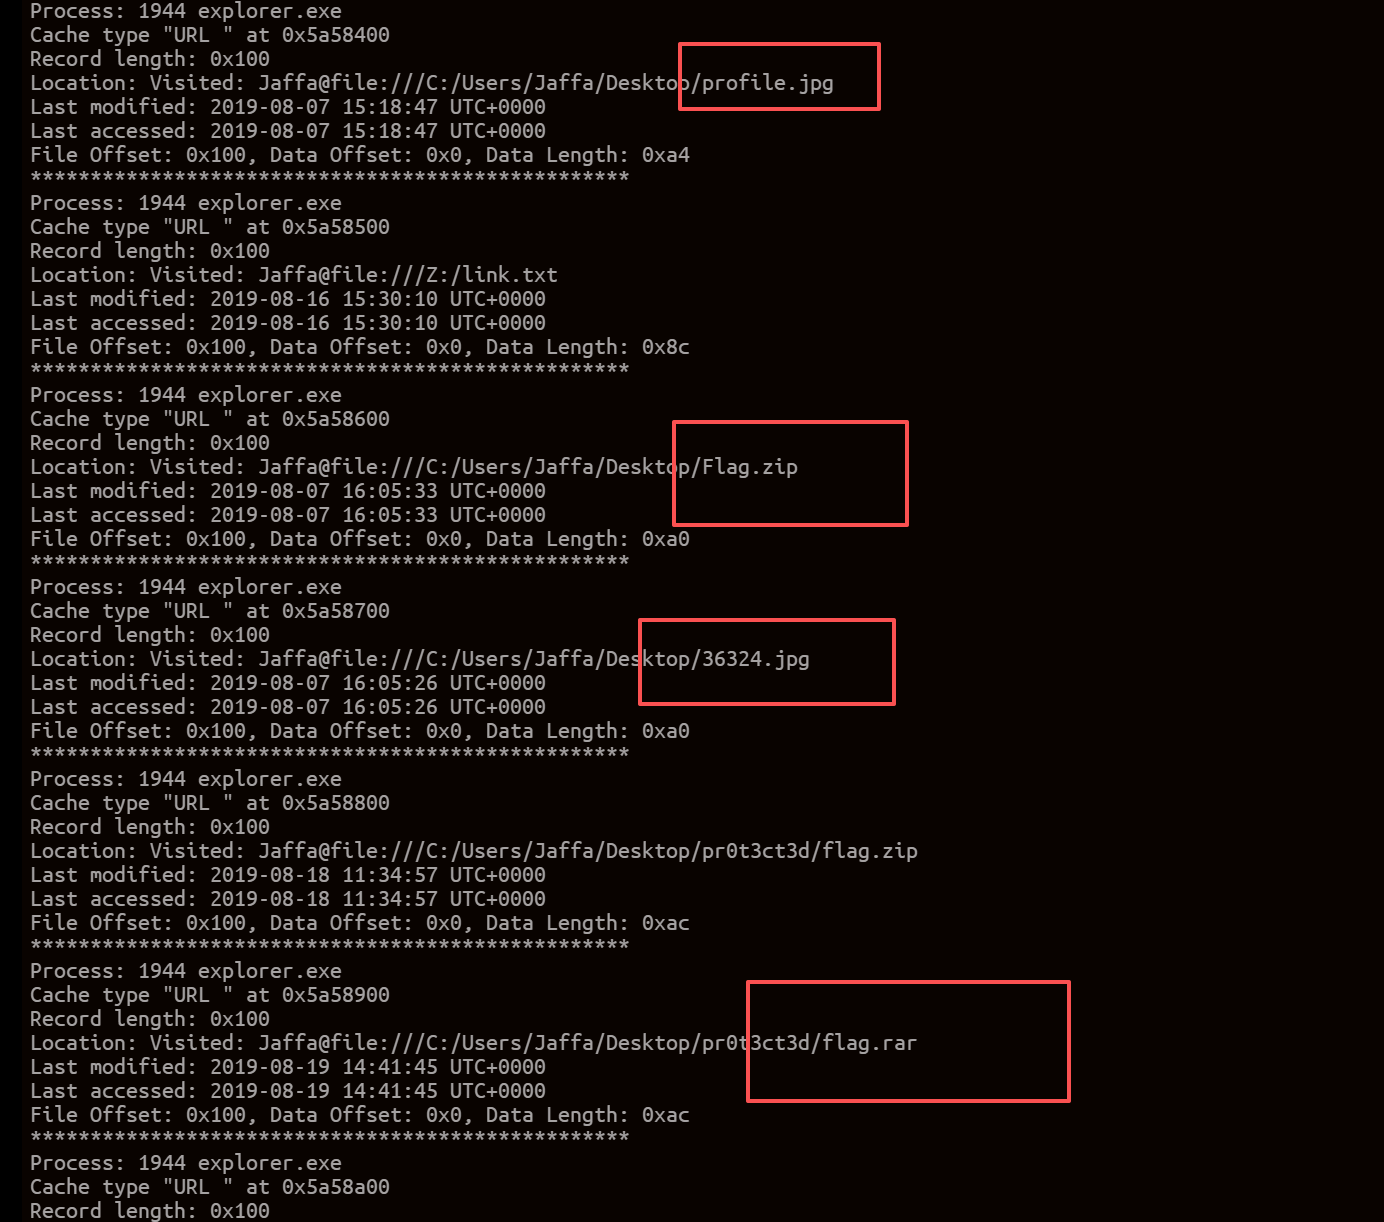 Process: 1944 explorer.exe
Cache type "URL " at 0x5a58400
Record length: 0x100
Location: Visited: Jaffa@file:///C:/Users/Jaffa/Desktop/profile.jpg
Last modified: 2019-08-07 15:18:47 UTC+0000
Last accessed: 2019-08-07 15:18:47 UTC+0000
File Offset: 0x100, Data Offset: 0x0, Data Length: 0xa4
**************************************************
Process: 1944 explorer.exe
Cache type "URL " at 0x5a58500
Record length: 0x100
Location: Visited: Jaffa@file:///Z:/link.txt
Last modified: 2019-08-16 15:30:10 UTC+0000
Last accessed: 2019-08-16 15:30:10 UTC+0000
File Offset: 0x100, Data Offset: 0x0, Data Length: 0x8c
**************************************************
Process: 1944 explorer.exe
Cache type "URL " at 0x5a58600
Record length: 0x100
Location: Visited: Jaffa@file:///C:/Users/Jaffa/Desktop/Flag.zip
Last modified: 2019-08-07 16:05:33 UTC+0000
Last accessed: 2019-08-07 16:05:33 UTC+0000
File Offset: 0x100, Data Offset: 0x0, Data Length: 0xa0
**************************************************
Process: 1944 explorer.exe
Cache type "URL " at 0x5a58700
Record length: 0x100
Location: Visited: Jaffa@file:///C:/Users/Jaffa/Desktop/36324.jpg
Last modified: 2019-08-07 16:05:26 UTC+0000
Last accessed: 2019-08-07 16:05:26 UTC+0000
File Offset: 0x100, Data Offset: 0x0, Data Length: 0xa0
**************************************************
Process: 1944 explorer.exe
Cache type "URL " at 0x5a58800
Record length: 0x100
Location: Visited: Jaffa@file:///C:/Users/Jaffa/Desktop/pr0t3ct3d/flag.zip
Last modified: 2019-08-18 11:34:57 UTC+0000
Last accessed: 2019-08-18 11:34:57 UTC+0000
File Offset: 0x100, Data Offset: 0x0, Data Length: 0xac
**************************************************
Process: 1944 explorer.exe
Cache type "URL " at 0x5a58900
Record length: 0x100
Location: Visited: Jaffa@file:///C:/Users/Jaffa/Desktop/pr0t3ct3d/flag.rar
Last modified: 2019-08-19 14:41:45 UTC+0000
Last accessed: 2019-08-19 14:41:45 UTC+0000
File Offset: 0x100, Data Offset: 0x0, Data Length: 0xac
**************************************************
Process: 1944 explorer.exe
Cache type "URL " at 0x5a58a00
Record length: 0x100